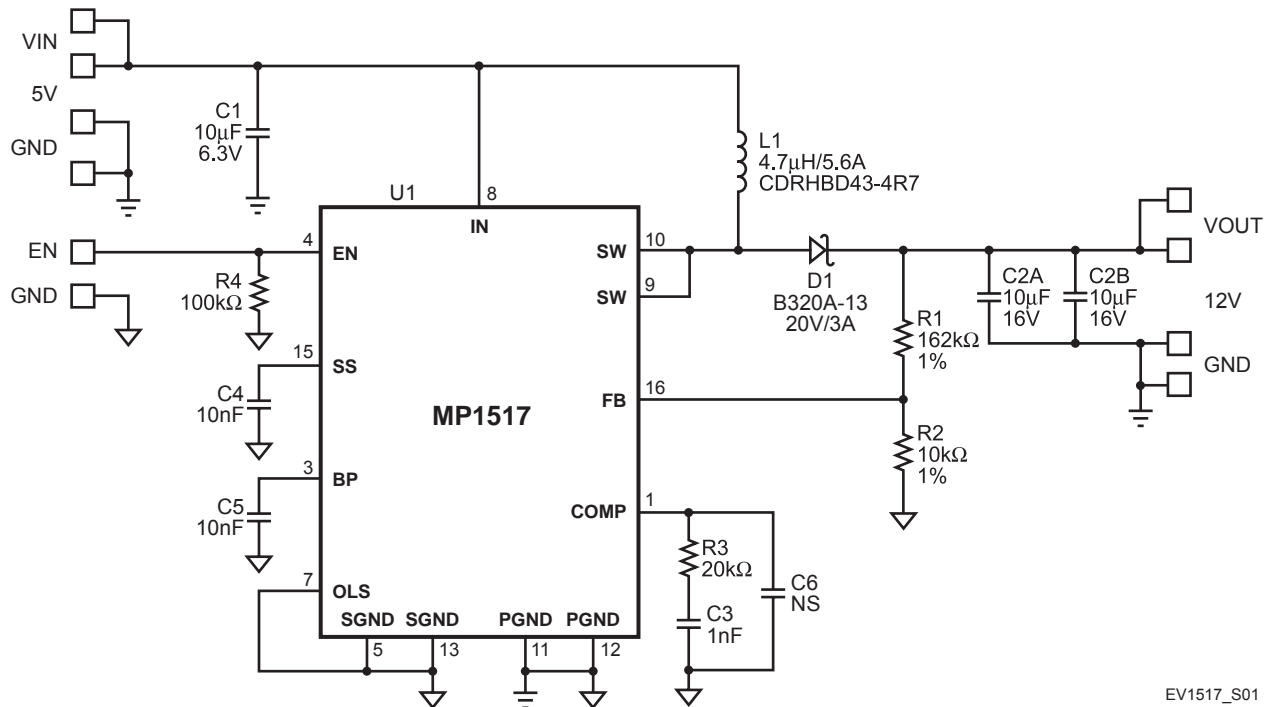 VIN
5V
GND
C1
10μF
6.3V
L1
4.7μH/5.6A
CDRHBD43-4R7
U1
8
IN
EN
GND
4
EN
R4
100kΩ
15
SS
C4
10nF
3
BP
C5
10nF
7
OLS
SGND
SGND
PGND
PGND
5
13
11
12
MP1517
10
SW
9
SW
16
FB
1
COMP
D1
B320A-13
20V/3A
R1
162kΩ
1%
R2
10kΩ
1%
R3
20kΩ
C3
1nF
C6
NS
C2A
10μF
16V
C2B
10μF
16V
VOUT
12V
GND
EV1517_S01